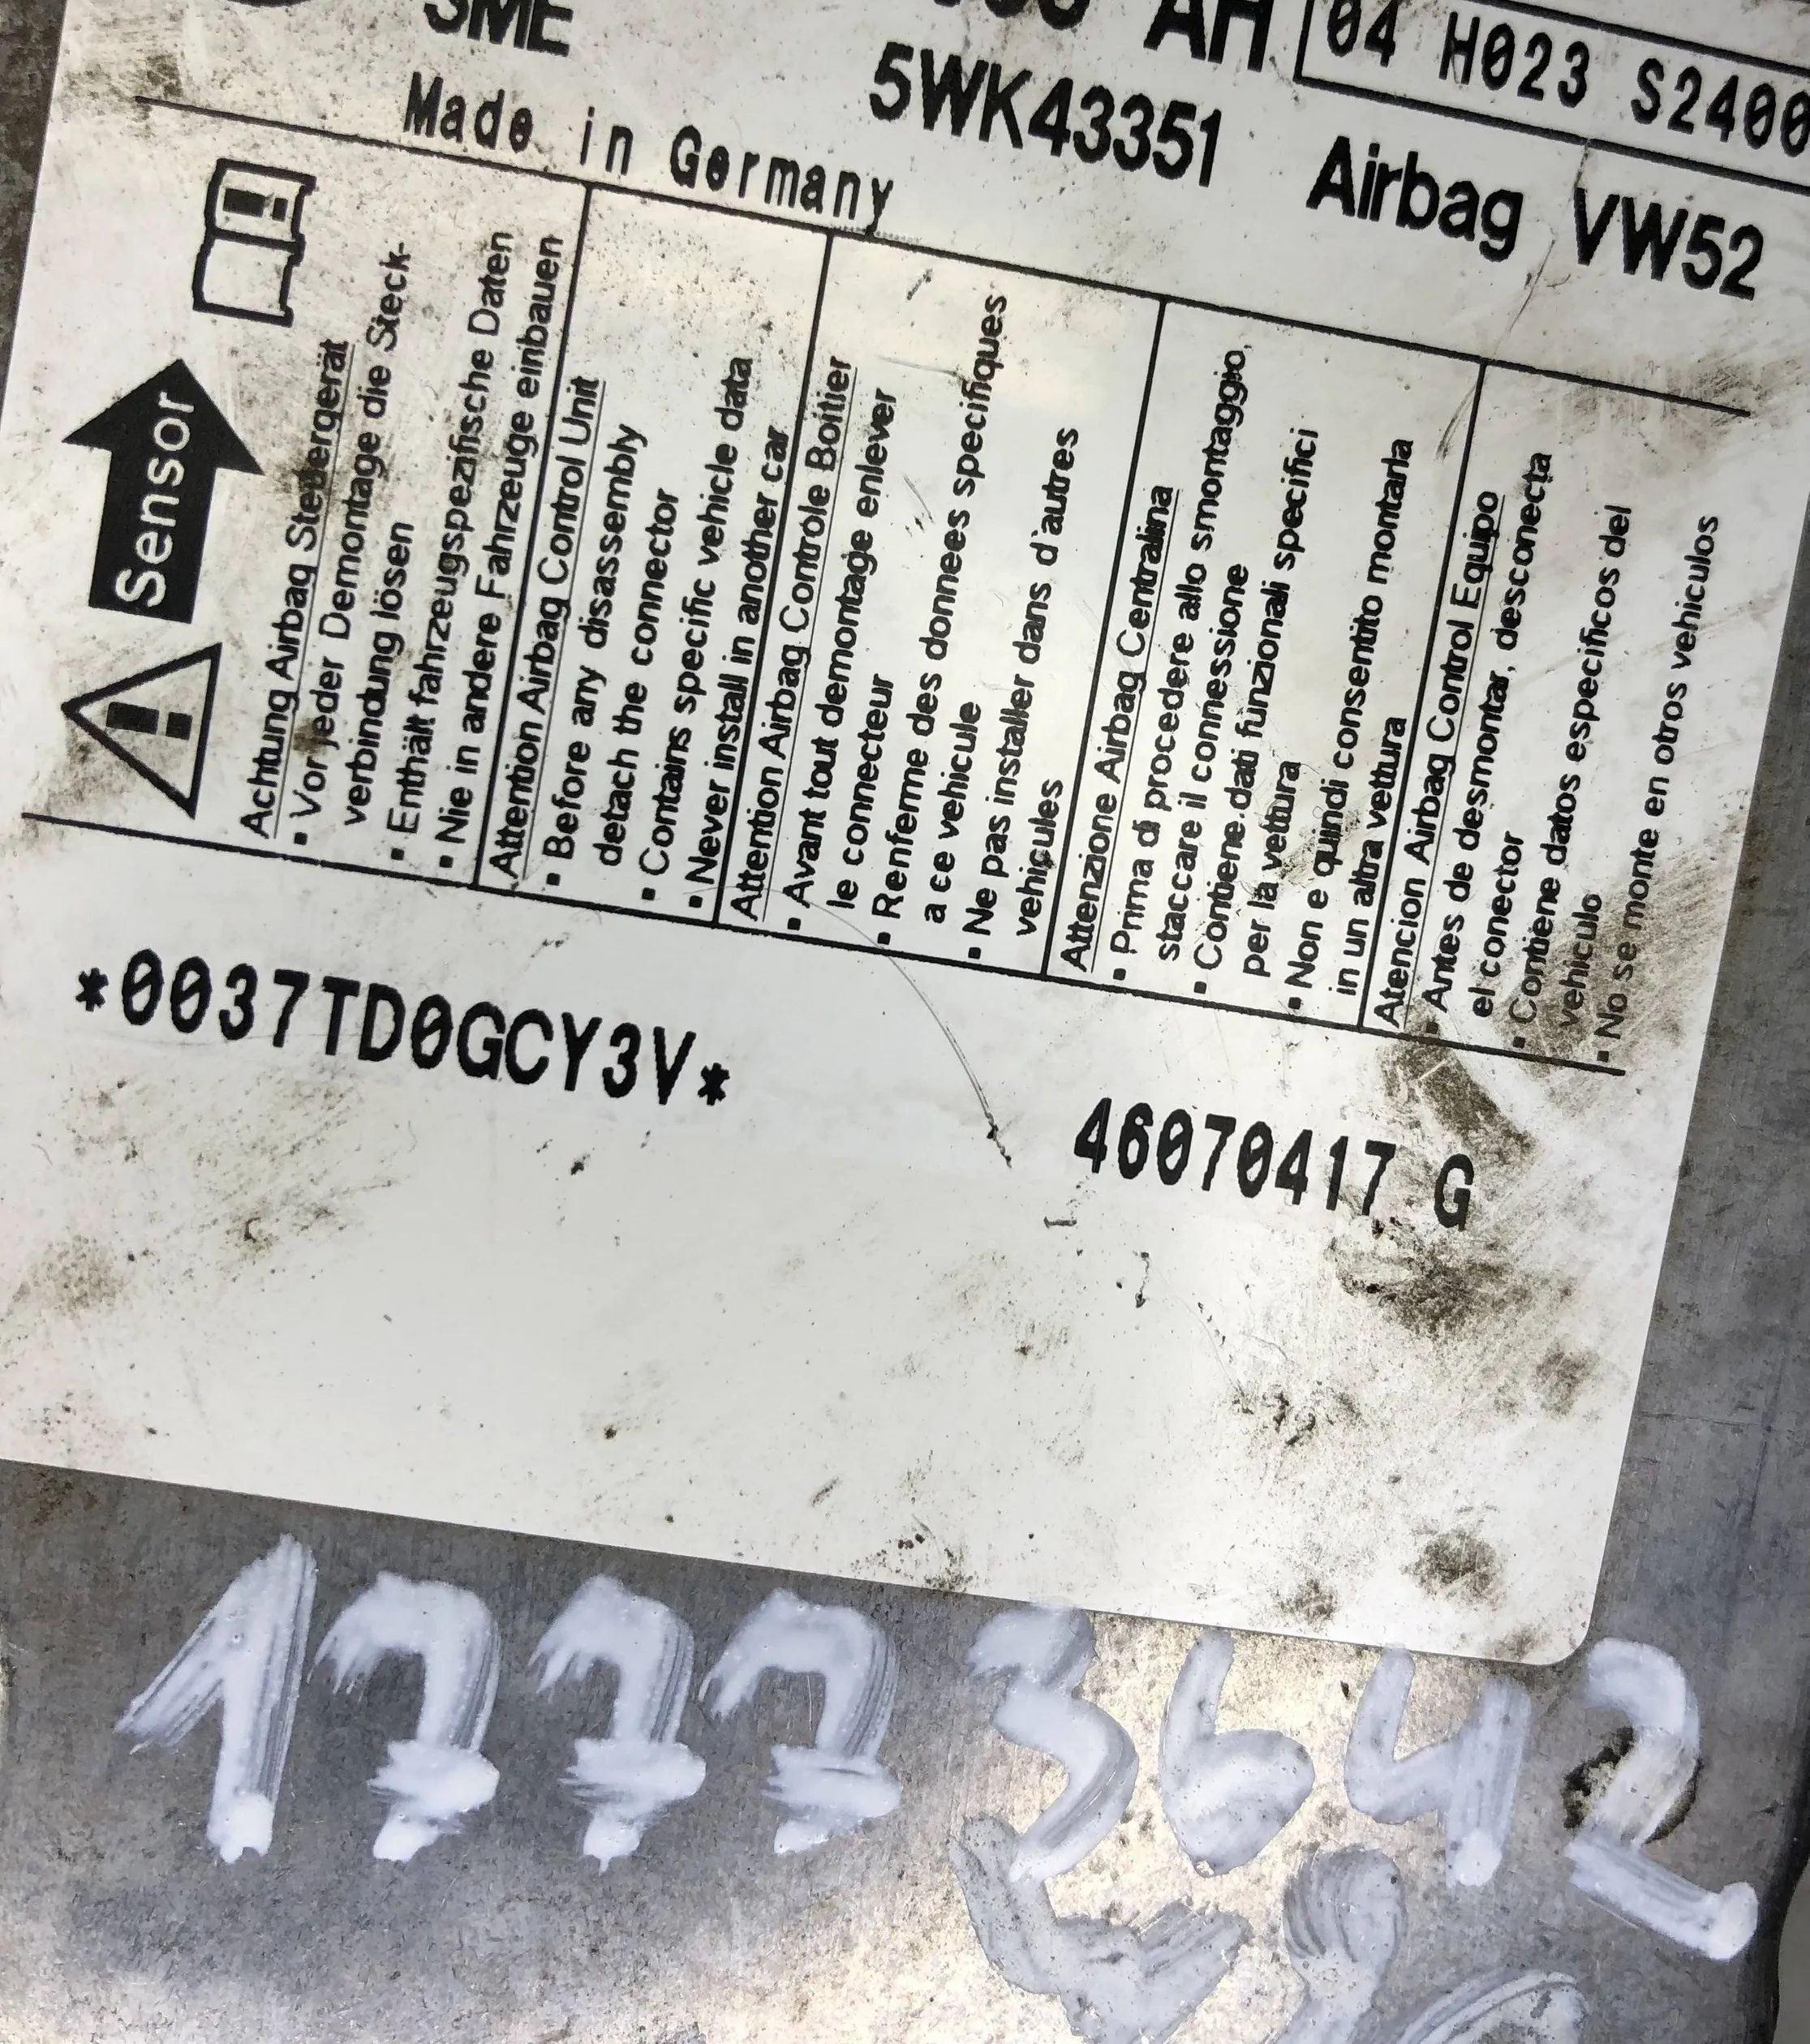 SME
AH
04 H023 S2400
Made in Germany
5WK43351
Airbag VW52
Sensor
Achtung Airbag Steuergerät
• Vor jeder Demontage die Steck-
verbindung lösen
• Enthält fahrzeugspezifische Daten
• Nie in andere Fahrzeuge einbauen
Attention Airbag Control Unit
• Before any disassembly
detach the connector
• Contains specific vehicle data
• Never install in another car
Attention Airbag Controle Boitier
• Avant tout demontage enlever
le connecteur
• Renferme des donnees specifiques
a ce vehicule
• Ne pas installer dans d'autres
vehicules
Attenzione Airbag Centralina
• Prima di procedere allo smontaggio,
staccare il connessione
• Contiene dati funzionali specifici
per la vettura
• Non e quindi consentito montarla
in un altra vettura
Atencion Airbag Control Equipo
• Antes de desmontar, desconecta
el conector
• Contiene datos especificos del
vehiculo
• No se monte en otros vehiculos
*0037TD0GCY3V*
46070417 G
17773642